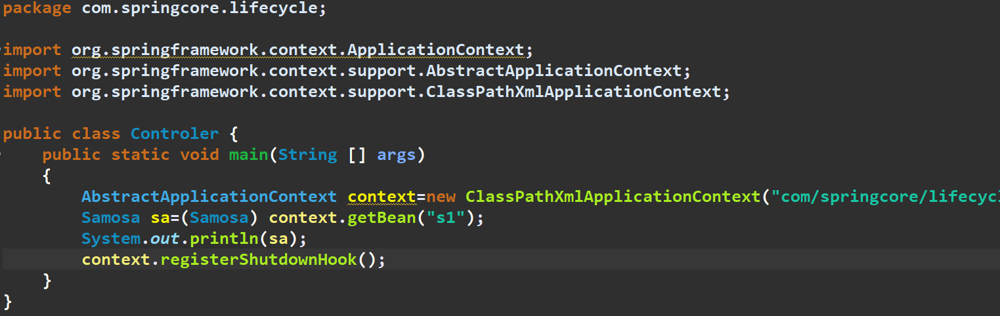 package com.springcore.lifecycle;
import org.springframework.context.ApplicationContext;
import org.springframework.context.support.AbstractApplicationContext;
import org.springframework.context.support.ClassPathXmlApplicationContext;
public class Controler {
public static void main(String [] args)
{
AbstractApplicationContext context=new ClassPathXmlApplicationContext("com/springcore/lifecycl
Samosa sa=(Samosa) context.getBean("s1");
System.out.println(sa);
context.registerShutdownHook();
}
}